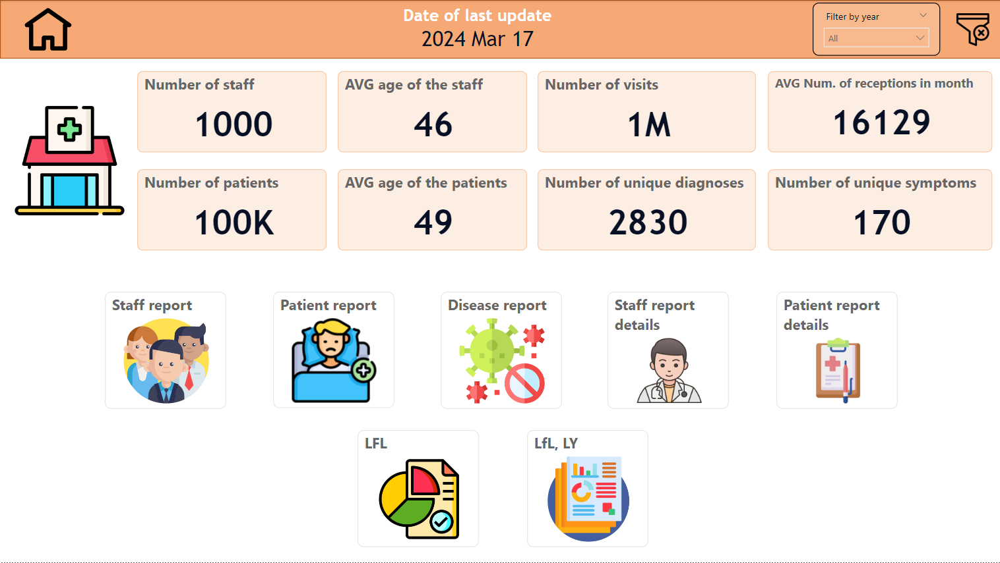 Date of last update
2024 Mar 17
Filter by year
All
Number of staff
1000
AVG age of the staff
46
Number of visits
1M
AVG Num. of receptions in month
16129
Number of patients
100K
AVG age of the patients
49
Number of unique diagnoses
2830
Number of unique symptoms
170
Staff report
Patient report
Disease report
Staff report
details
Patient report
details
LFL
LfL, LY